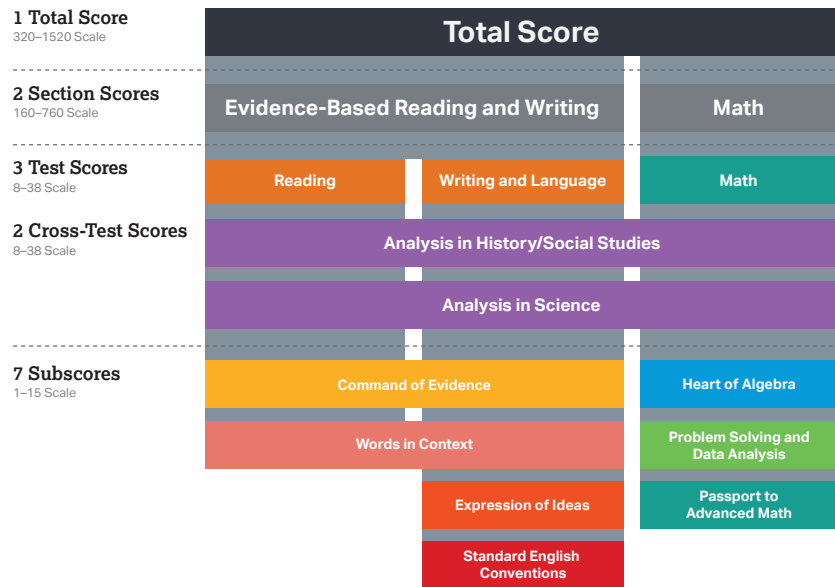 1 Total Score
320–1520 Scale
Total Score
2 Section Scores
160–760 Scale
Evidence-Based Reading and Writing
Math
3 Test Scores
8–38 Scale
Reading
Writing and Language
Math
2 Cross-Test Scores
8–38 Scale
Analysis in History/Social Studies
Analysis in Science
7 Subscores
1–15 Scale
Command of Evidence
Heart of Algebra
Words in Context
Problem Solving and
Data Analysis
Expression of Ideas
Passport to
Advanced Math
Standard English
Conventions